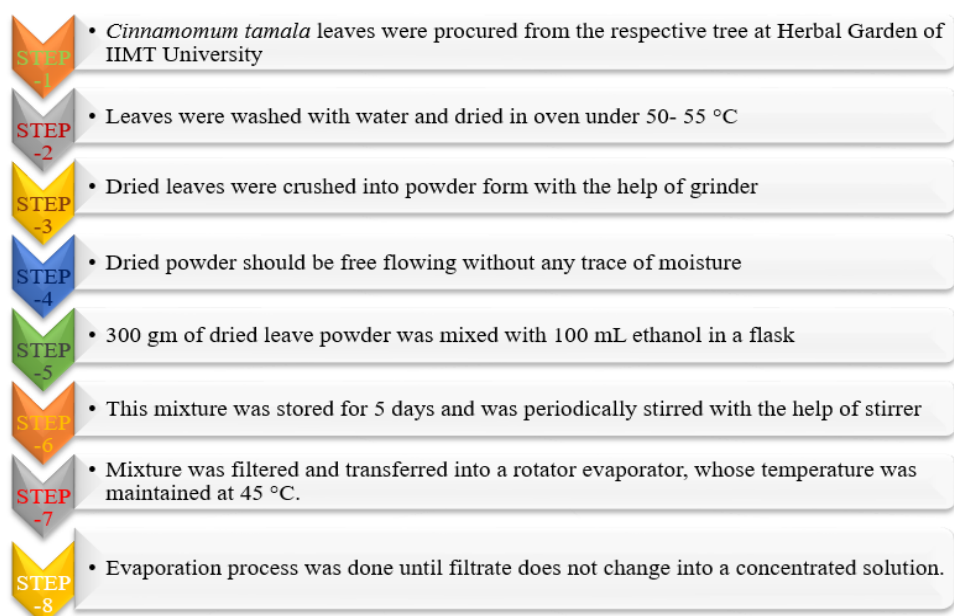 STEP
-1
• Cinnamomum tamala leaves were procured from the respective tree at Herbal Garden of
IIMT University
STEP
-2
• Leaves were washed with water and dried in oven under 50- 55 °C
STEP
-3
• Dried leaves were crushed into powder form with the help of grinder
STEP
-4
• Dried powder should be free flowing without any trace of moisture
STEP
-5
• 300 gm of dried leave powder was mixed with 100 mL ethanol in a flask
STEP
-6
• This mixture was stored for 5 days and was periodically stirred with the help of stirrer
STEP
-7
• Mixture was filtered and transferred into a rotator evaporator, whose temperature was
maintained at 45 °C.
STEP
-8
• Evaporation process was done until filtrate does not change into a concentrated solution.